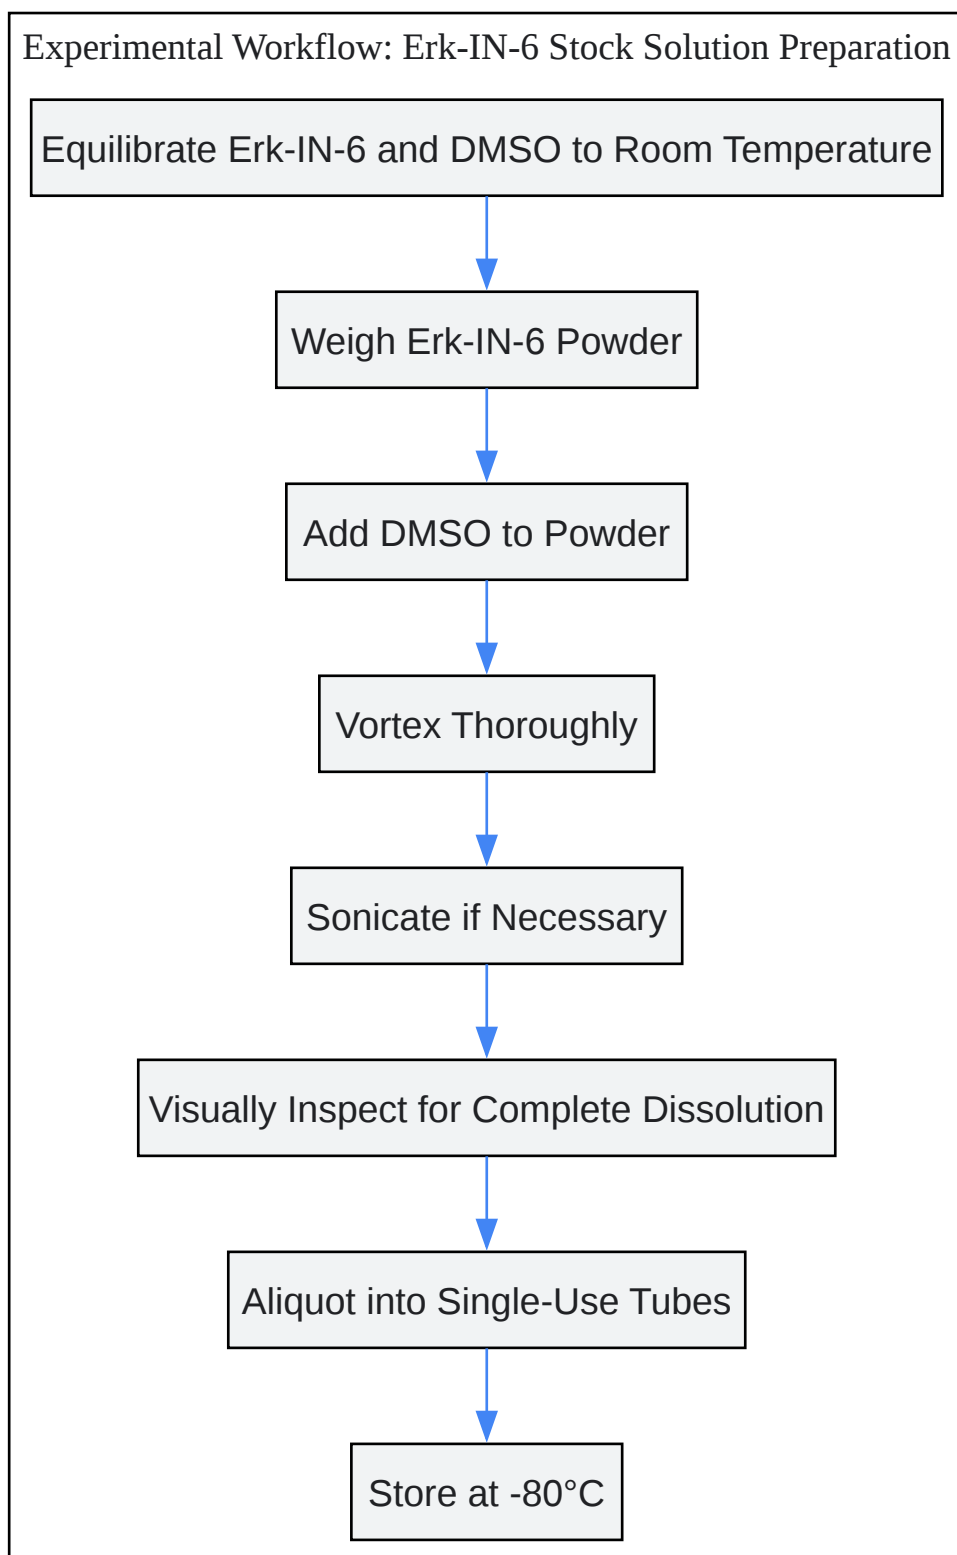 Experimental Workflow: Erk-IN-6 Stock Solution Preparation
Equilibrate Erk-IN-6 and DMSO to Room Temperature
Weigh Erk-IN-6 Powder
Add DMSO to Powder
Vortex Thoroughly
Sonicate if Necessary
Visually Inspect for Complete Dissolution
Aliquot into Single-Use Tubes
Store at -80°C